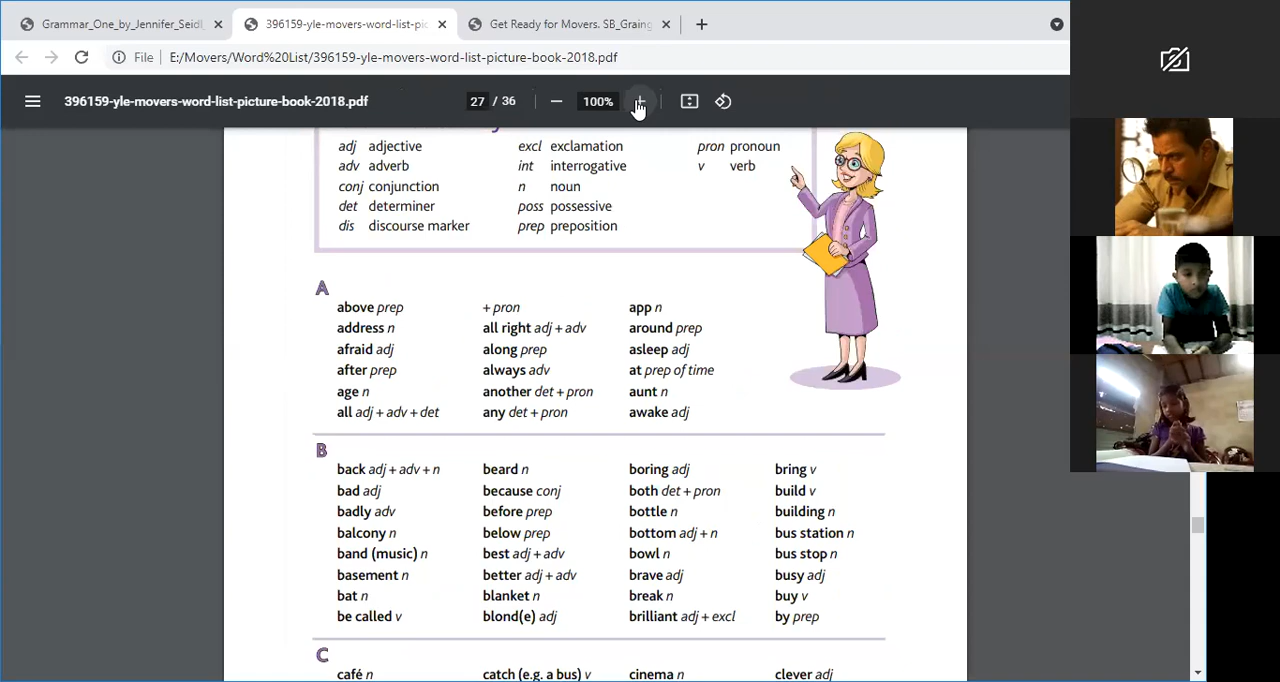 Grammar_One_by_Jennifer_Seidl_
396159-yle-movers-word-list-pic
Get Ready for Movers. SB_Graing
File
E:/Movers/Word%20List/396159-yle-movers-word-list-picture-book-2018.pdf
396159-yle-movers-word-list-picture-book-2018.pdf
27 / 36
100%
adj adjective excl exclamation pron pronoun
adv adverb int interrogative v verb
conj conjunction n noun
det determiner poss possessive
dis discourse marker prep preposition
A
above prep + pron app n
address n all right adj + adv around prep
afraid adj along prep asleep adj
after prep always adv at prep of time
age n another det + pron aunt n
all adj + adv + det any det + pron awake adj
B
back adj + adv + n beard n boring adj bring v
bad adj because conj both det + pron build v
badly adv before prep bottle n building n
balcony n below prep bottom adj + n bus station n
band (music) n best adj + adv bowl n bus stop n
basement n better adj + adv brave adj busy adj
bat n blanket n break n buy v
be called v blond(e) adj brilliant adj + excl by prep
C
café n catch (e.g. a bus) v cinema n clever adj